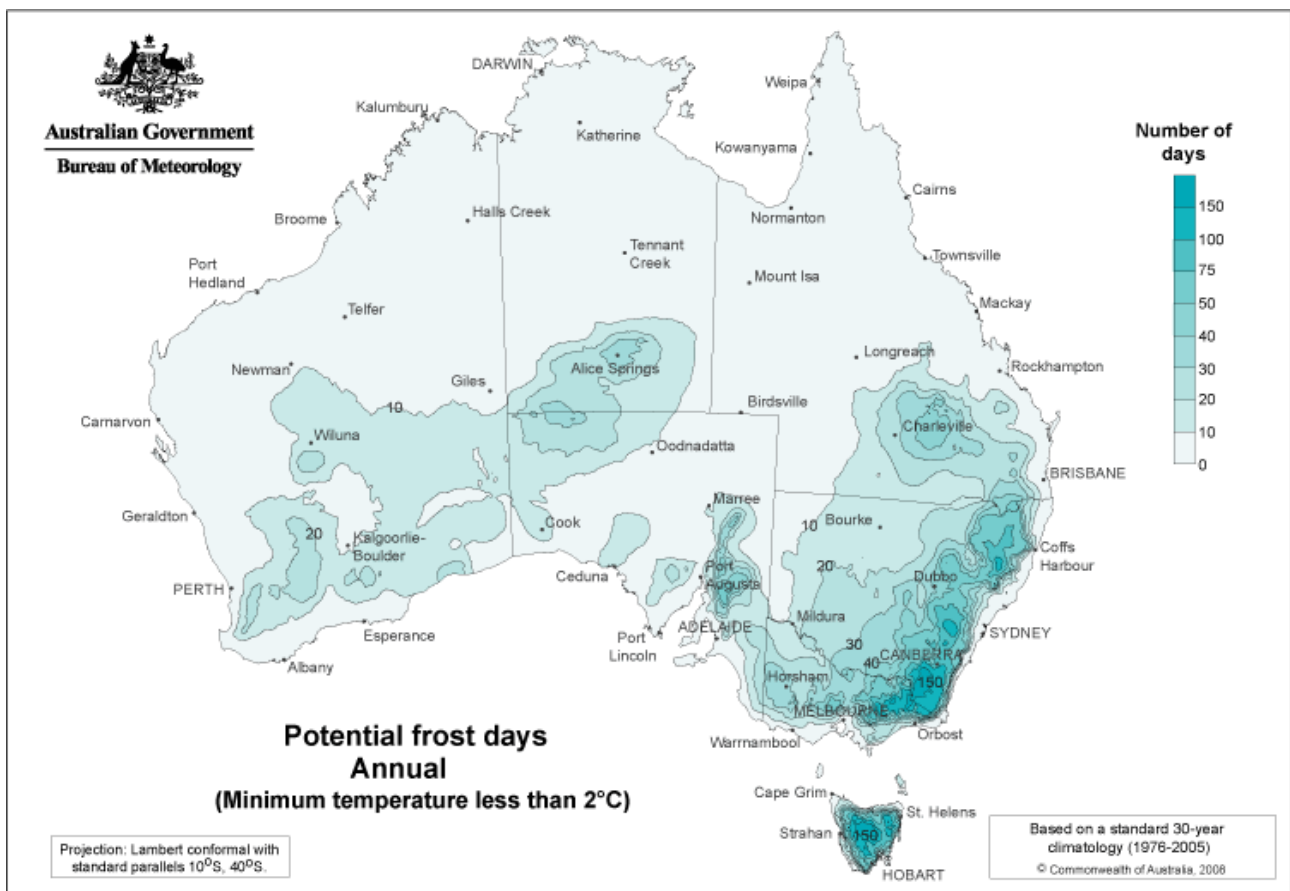 Australian Government
Bureau of Meteorology
DARWIN
Weipa
Kalumburu
Katherine
Kowanyama
Number of
days
150
100
75
50
40
30
20
10
0
Cairns
Halls Creek
Broome
Normanton
Tennant
Creek
Townsville
Port
Hedland
Mount Isa
Mackay
Telfer
Longreach
Newman
Alice Springs
Rockhampton
Giles
10
Birdsville
Carnarvon
Charleville
Wiluna
Oodnadatta
BRISBANE
Marree
Geraldton
Cook
10
Bourke
20
Kalgoorlie-
Boulder
Coffs
Harbour
20
Ceduna
Port
Augusta
Dubbo
PERTH
Mildura
ADELAIDE
SYDNEY
Esperance
Port
Lincoln
30
40
CANBERRA
Albany
Horsham
150
MELBOURNE
Orbost
Warrnambool
Potential frost days
Annual
(Minimum temperature less than 2°C)
Cape Grim
St. Helens
Strahan
150
HOBART
Projection: Lambert conformal with
standard parallels 10°S, 40°S.
Based on a standard 30-year
climatology (1976-2005)
© Commonwealth of Australia, 2008